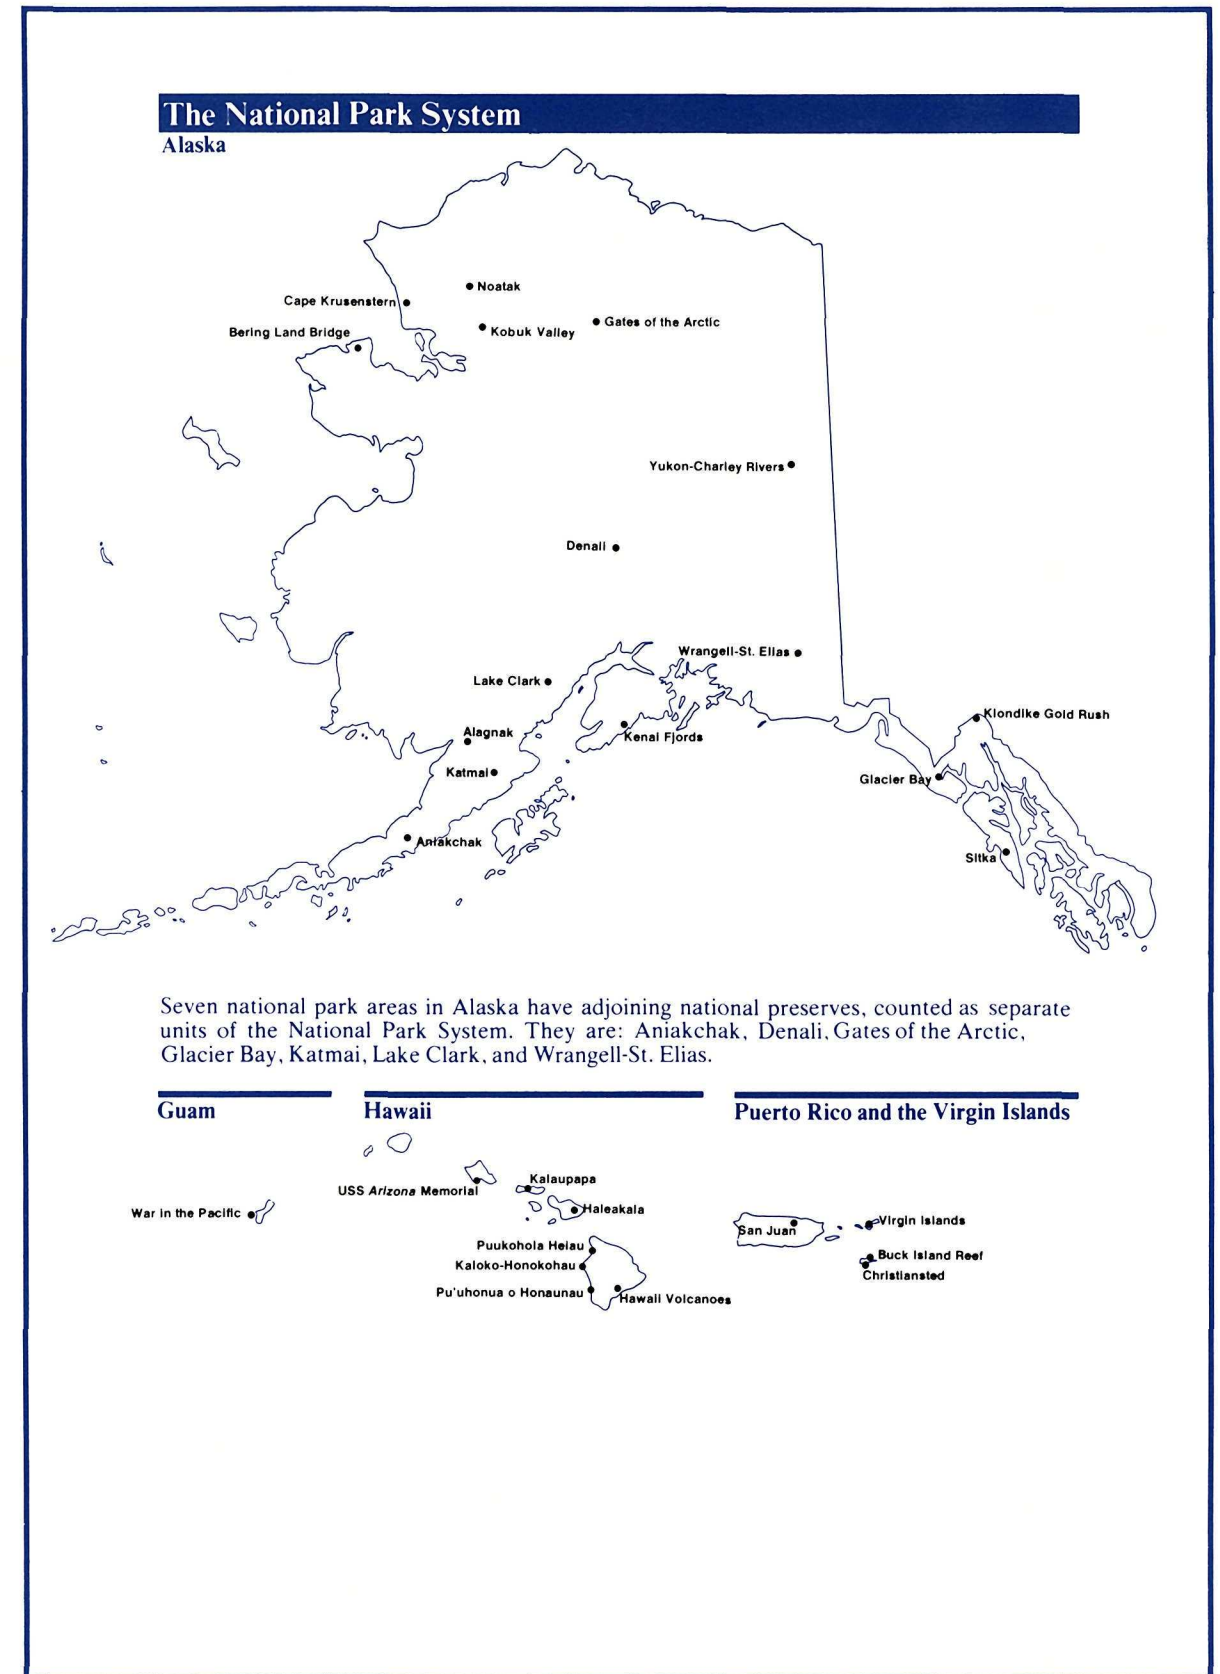 The National Park System
Alaska
Noatak
Cape Krusenstern
Gates of the Arctic
Bering Land Bridge
Kobuk Valley
Yukon-Charley Rivers
Denali
Wrangell-St. Elias
Lake Clark
Klondike Gold Rush
Alagnak
Kenai Fjords
Katmai
Glacier Bay
Aniakchak
Sitka
Seven national park areas in Alaska have adjoining national preserves, counted as separate
units of the National Park System. They are: Aniakchak, Denali, Gates of the Arctic,
Glacier Bay, Katmai, Lake Clark, and Wrangell-St. Elias.
Guam
War in the Pacific
Hawaii
Kalaupapa
USS Arizona Memorial
Haleakala
Puukohola Heiau
Kaloko-Honokohau
Pu'uhonua o Honaunau
Hawaii Volcanoes
Puerto Rico and the Virgin Islands
San Juan
Virgin Islands
Buck Island Reef
Christiansted